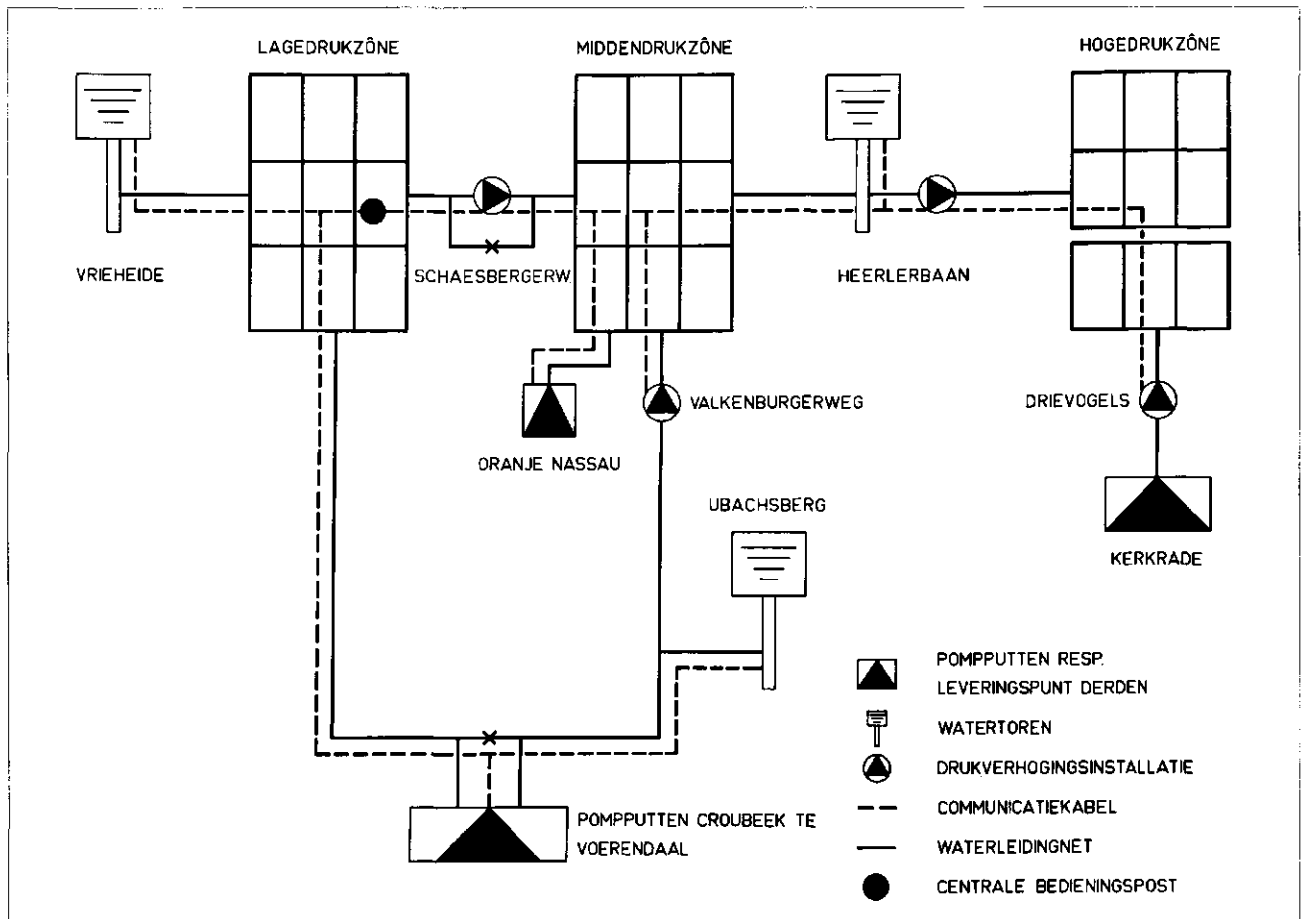 LAGEDRUKZÔNE
MIDDENDRUKZÔNE
HOGEDRUKZÔNE
VRIEHEIDE
SCHAESBERGERW.
HEERLERBAAN
VALKENBURGERWEG
DRIEVOGELS
ORANJE NASSAU
UBACHSBERG
KERKRADE
POMPPUTTEN RESP.
LEVERINGSPUNT DERDEN
WATERTOREN
DRUKVERHOGINGSINSTALLATIE
COMMUNICATIEKABEL
POMPPUTTEN CROUBEEK TE
VOERENDAAL
WATERLEIDINGNET
CENTRALE BEDIENINGSPOST